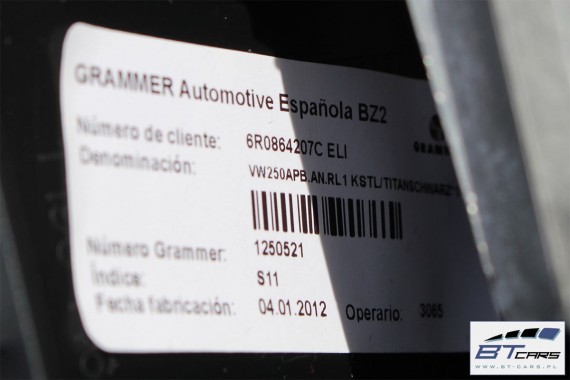 GRAMMER Automotive Española BZ2
Número de cliente: 6R0864207C ELI
Denominación: VW250APB.AN.RL1 KSTL/TITANSCHWARZ
GRAMMER
Número Grammer: 1250521
Índice: S11
Fecha fabricación: 04.01.2012 Operario: 3065
BTCARS
WWW.BT-CARS.PL